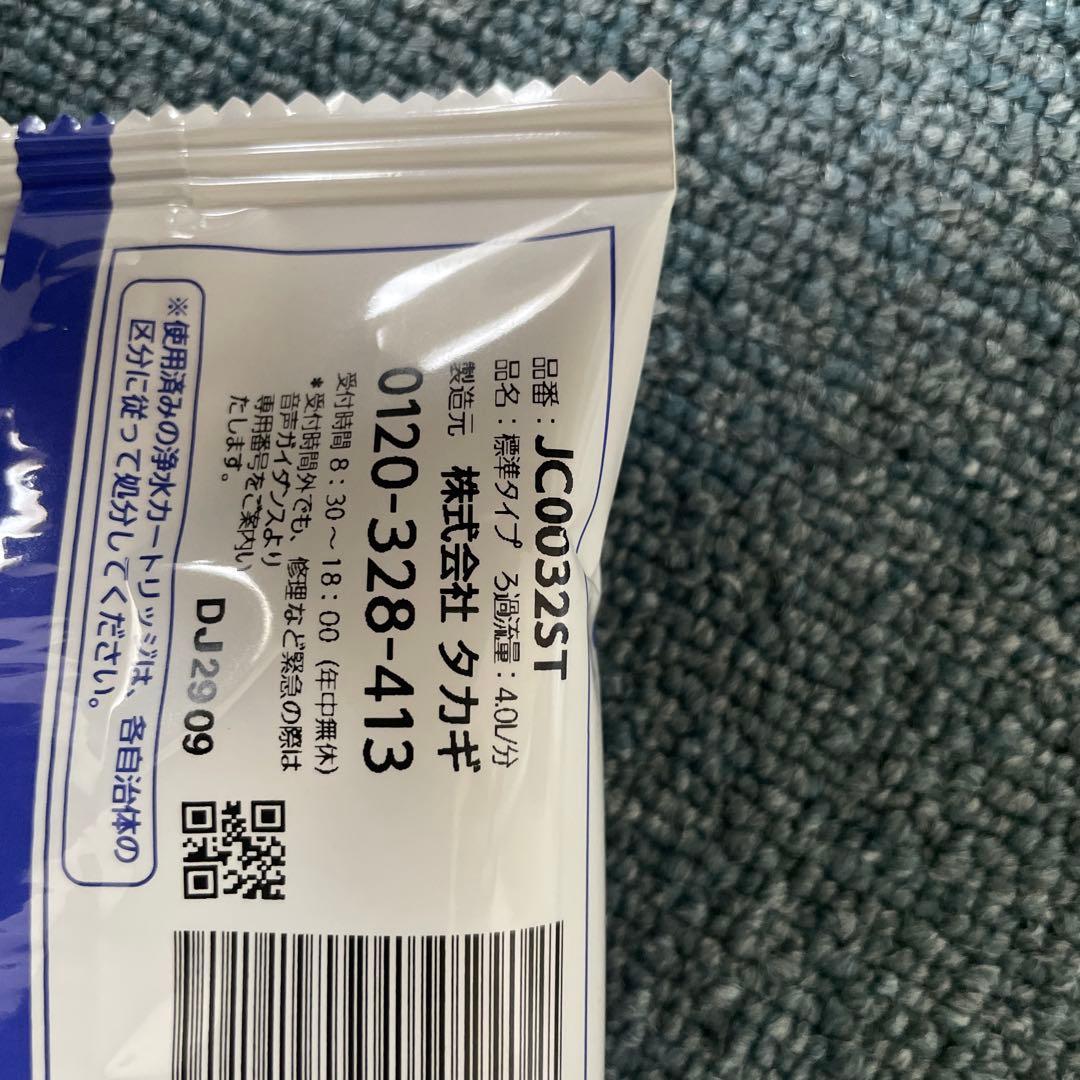 品番：JC0032ST
品名：標準タイプ ろ過流量：4.0L/分
製造元 株式会社 タカギ
0120-328-413
受付時間 8：30～18：00（年中無休）
＊受付時間外でも、修理など緊急の際は
音声ガイダンスより
専用番号をご案内い
たします。
DJ2909
※使用済みの浄水カートリッジは、各自治体の
区分に従って処分してください。